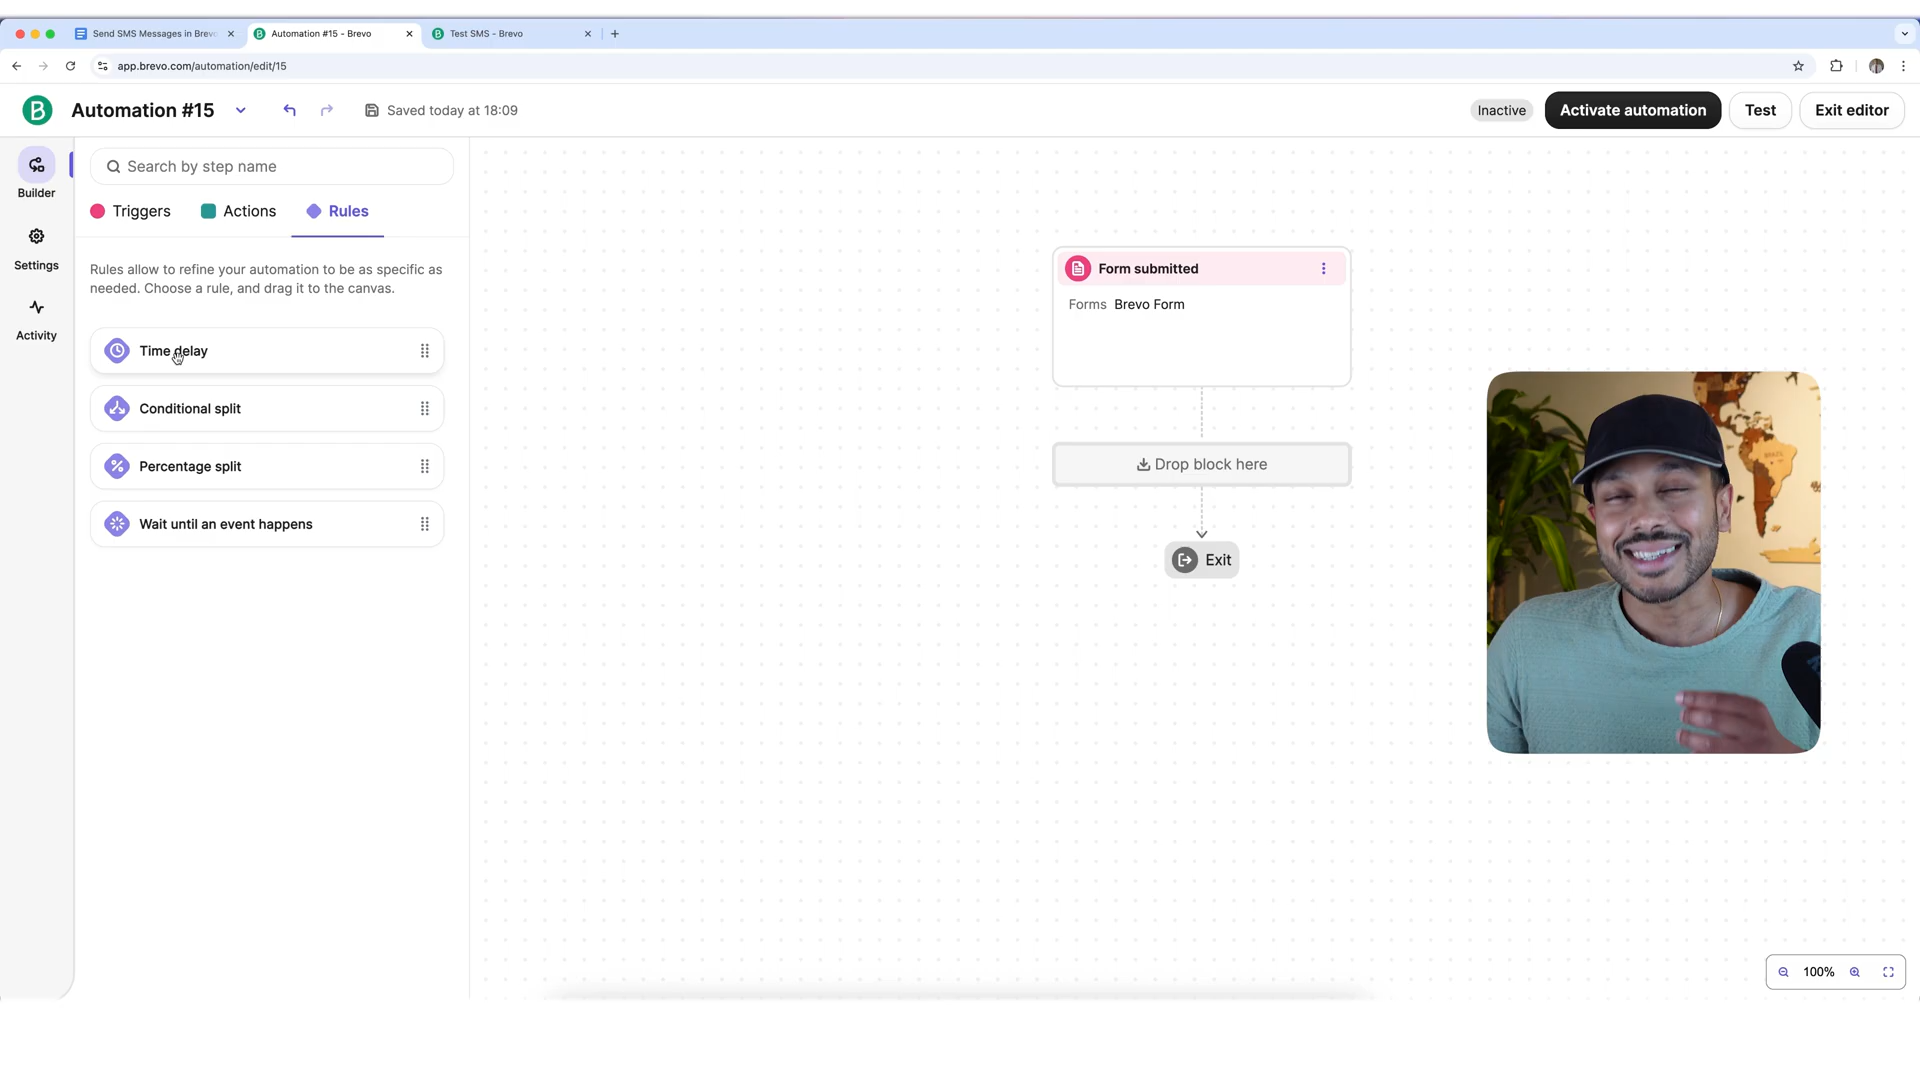 Send SMS Messages in Brevo
Automation #15 - Brevo
Test SMS - Brevo
app.brevo.com/automation/edit/15
B
Automation #15
Saved today at 18:09
Inactive
Activate automation
Test
Exit editor
Builder
Settings
Activity
Search by step name
Triggers
Actions
Rules
Rules allow to refine your automation to be as specific as
needed. Choose a rule, and drag it to the canvas.
Time delay
Conditional split
Percentage split
Wait until an event happens
Form submitted
Forms Brevo Form
Drop block here
Exit
BRAZIL
100%